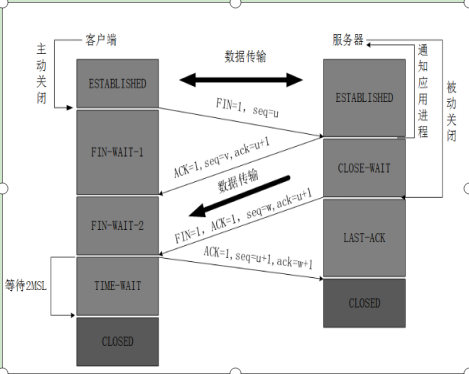 客户端
服务器
主动关闭
数据传输
通知应用进程
被动关闭
ESTABLISHED
ESTABLISHED
FIN=1, seq=u
FIN-WAIT-1
ACK=1,seq=v,ack=u+1
CLOSE-WAIT
数据传输
FIN-WAIT-2
FIN=1, ACK=1, seq=w,ack=u+1
LAST-ACK
ACK=1,seq=u+1,ack=w+1
等待2MSL
TIME-WAIT
CLOSED
CLOSED